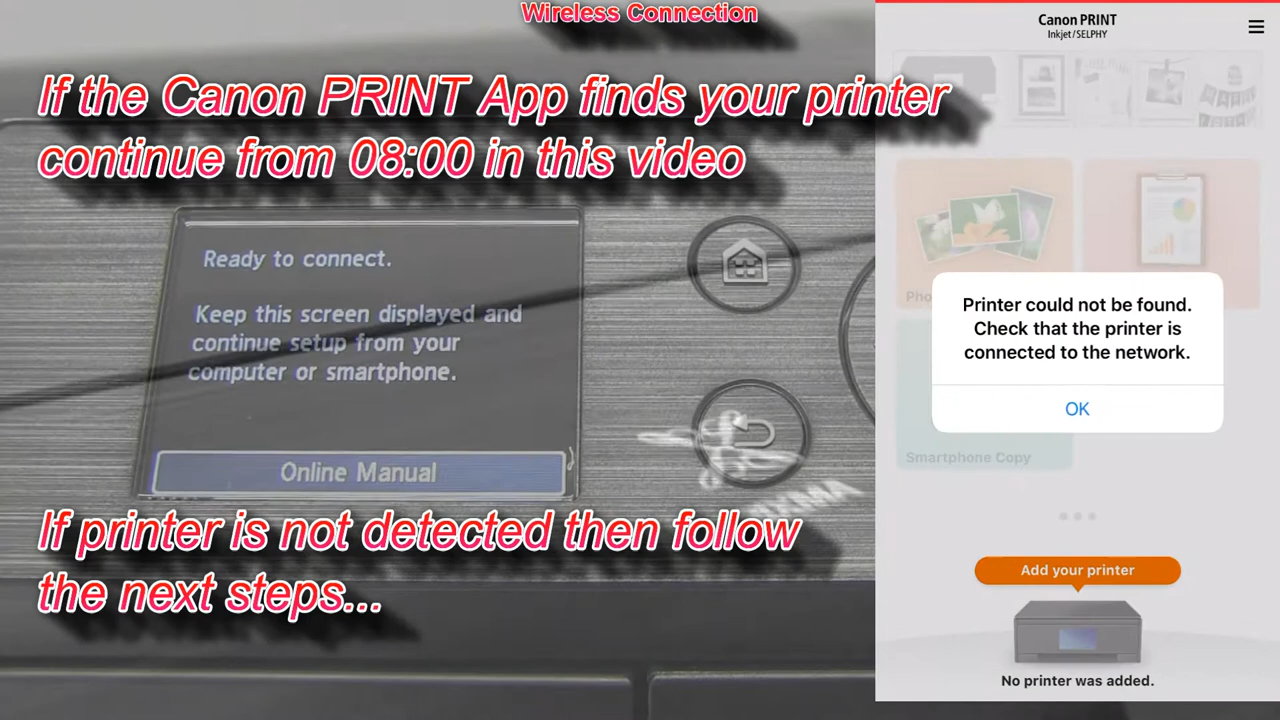 Wireless Connection
If the Canon PRINT App finds your printer
continue from 08:00 in this video
Ready to connect.
Keep this screen displayed and
continue setup from your
computer or smartphone.
Online Manual
If printer is not detected then follow
the next steps...
Canon PRINT
Inkjet/SELPHY
Pho
Printer could not be found.
Check that the printer is
connected to the network.
OK
Smartphone Copy
Add your printer
No printer was added.